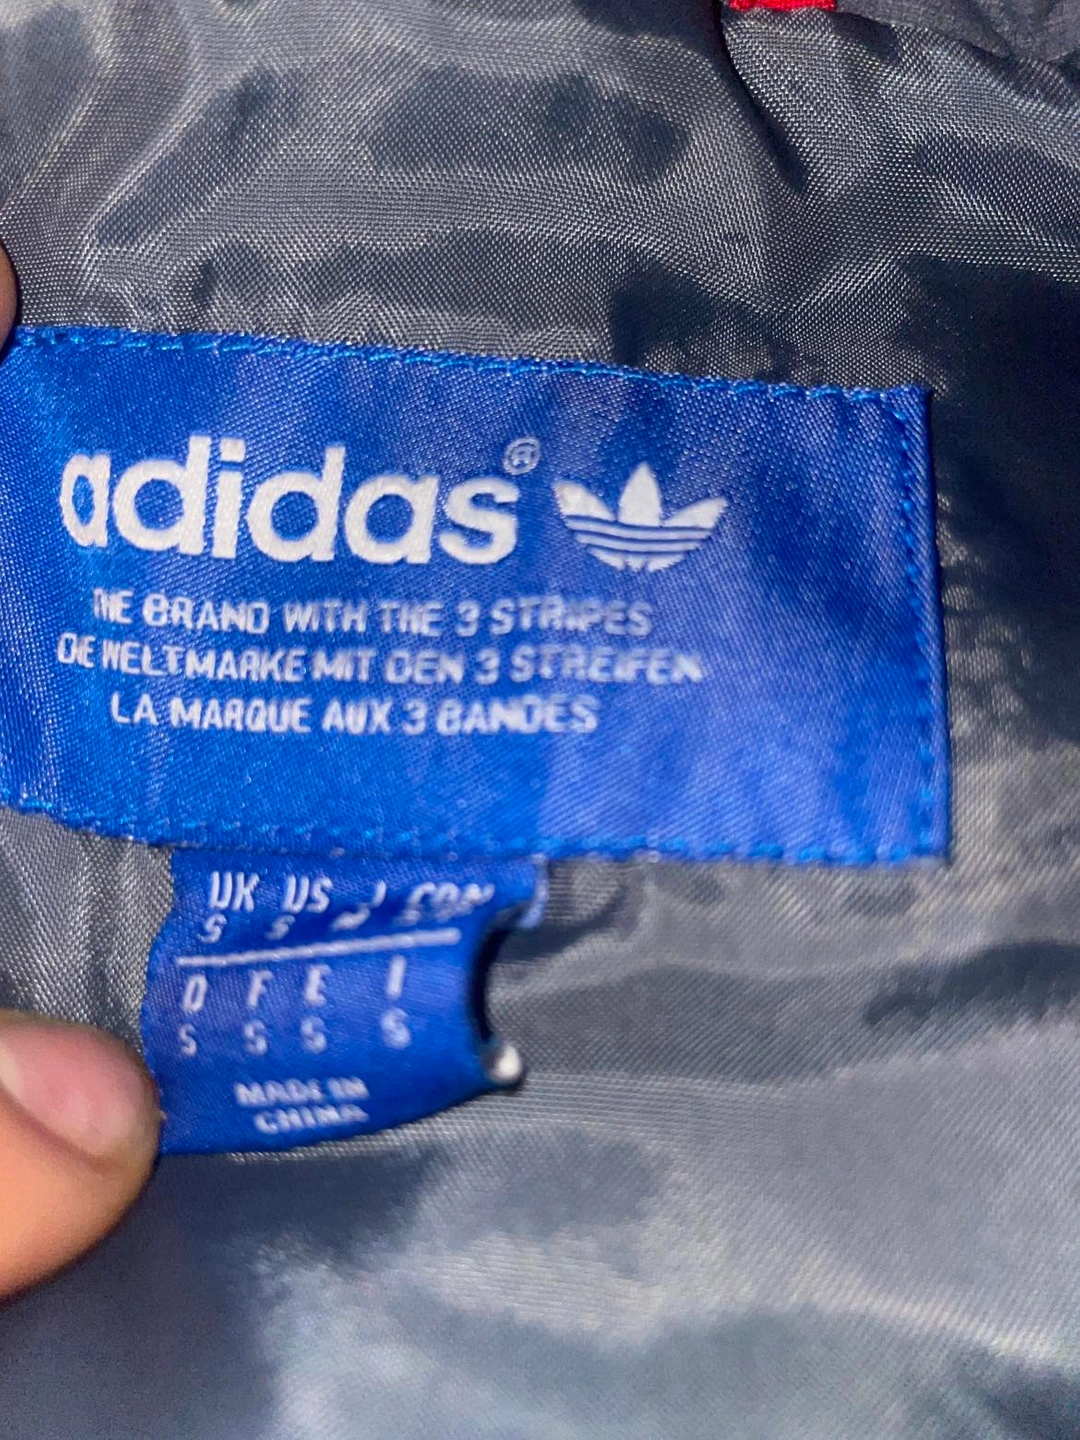 adidas®
THE BRAND WITH THE 3 STRIPES
DIE WELTMARKE MIT DEN 3 STREIFEN
LA MARQUE AUX 3 BANDES
UK US J
S S M
D F E I
S S S S
MADE IN
CHINA